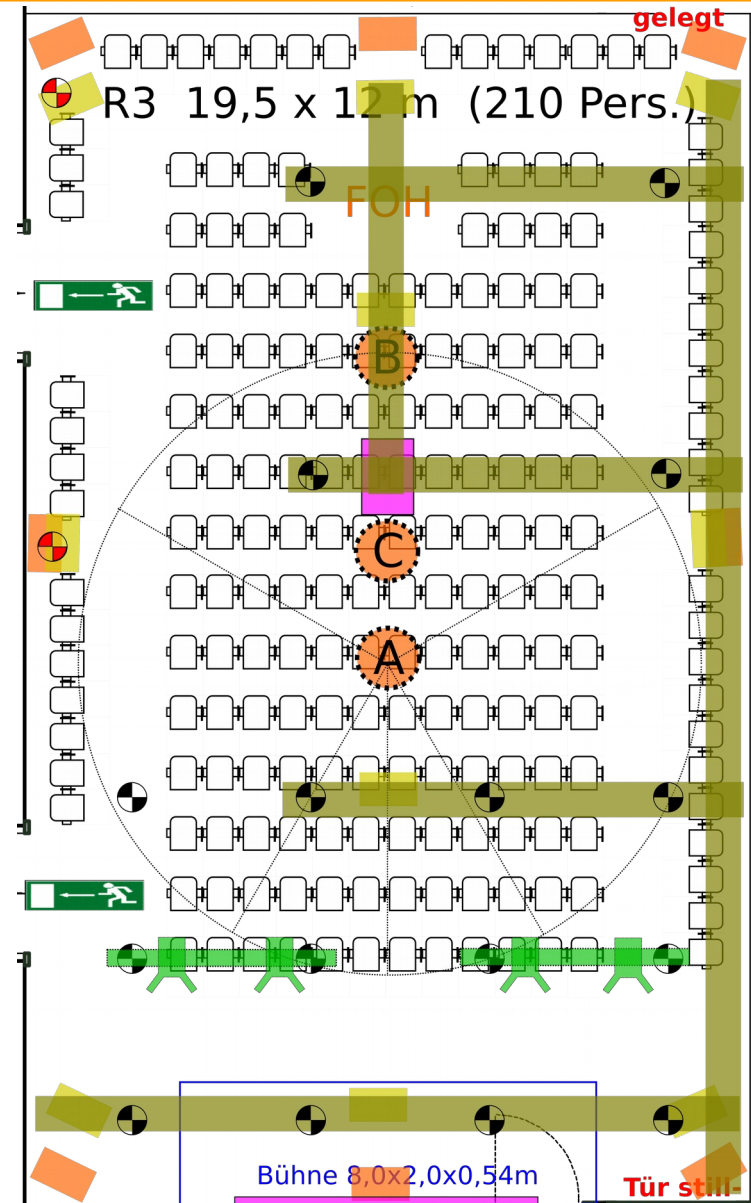 gelegt
R3 19,5 x 12 m (210 Pers.)
FOH
B
C
A
Bühne 8,0x2,0x0,54m
Tür still-